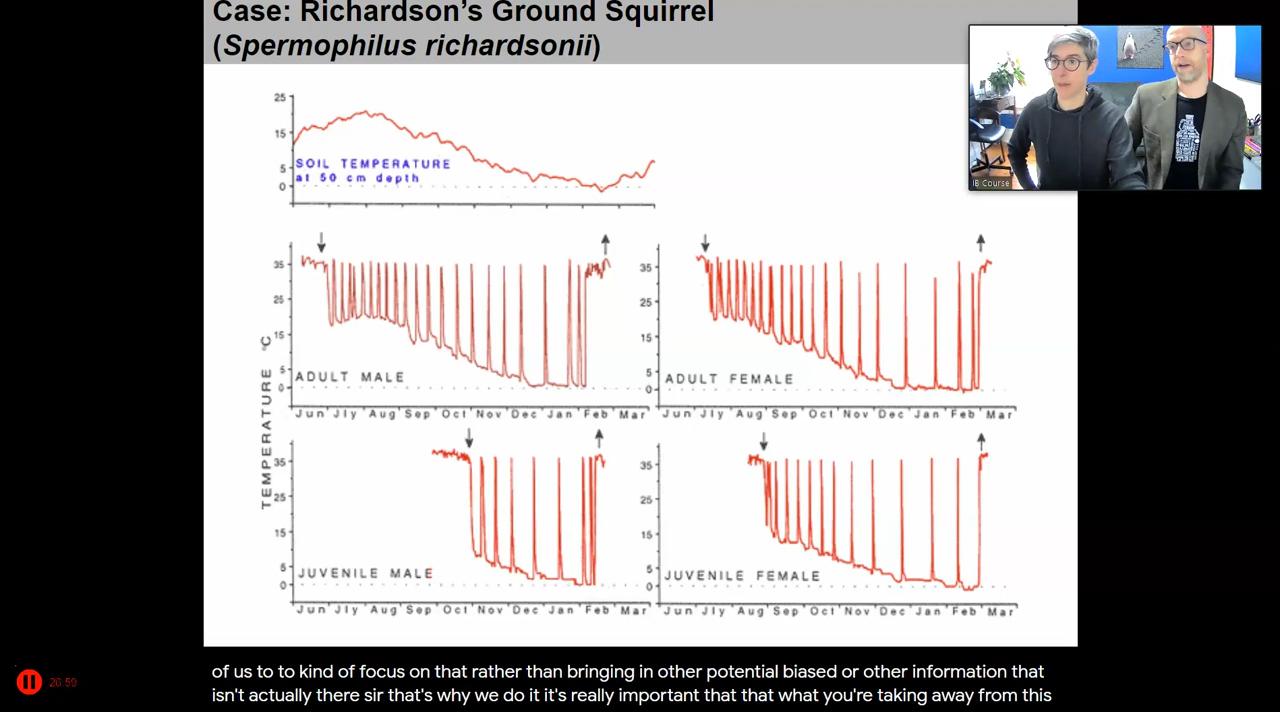 Case: Richardson's Ground Squirrel
(Spermophilus richardsonii)
IB Course
25
15
5
0
SOIL TEMPERATURE
at 50 cm depth
TEMPERATURE °C
35
25
15
5
0
ADULT MALE
Jun Jly Aug Sep Oct Nov Dec Jan Feb Mar
35
25
15
5
0
ADULT FEMALE
Jun Jly Aug Sep Oct Nov Dec Jan Feb Mar
35
25
15
5
0
JUVENILE MALE
Jun Jly Aug Sep Oct Nov Dec Jan Feb Mar
35
25
15
5
0
JUVENILE FEMALE
Jun Jly Aug Sep Oct Nov Dec Jan Feb Mar
of us to to kind of focus on that rather than bringing in other potential biased or other information that
isn't actually there sir that's why we do it it's really important that that what you're taking away from this